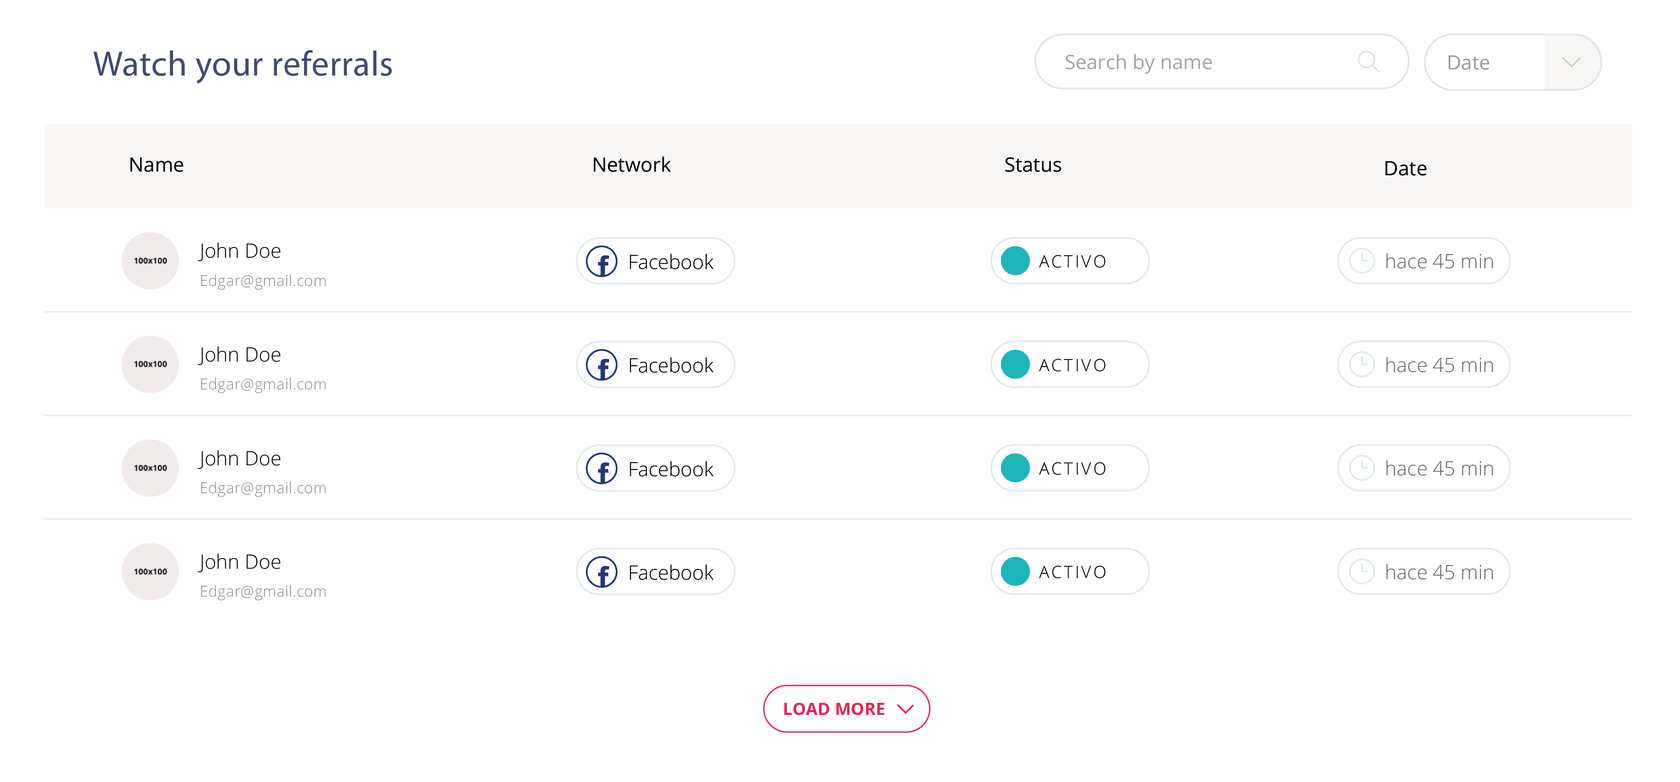 Watch your referrals
Search by name
Date
Name Network Status Date
100x100
John Doe
Edgar@gmail.com
Facebook
ACTIVO
hace 45 min
100x100
John Doe
Edgar@gmail.com
Facebook
ACTIVO
hace 45 min
100x100
John Doe
Edgar@gmail.com
Facebook
ACTIVO
hace 45 min
100x100
John Doe
Edgar@gmail.com
Facebook
ACTIVO
hace 45 min
LOAD MORE